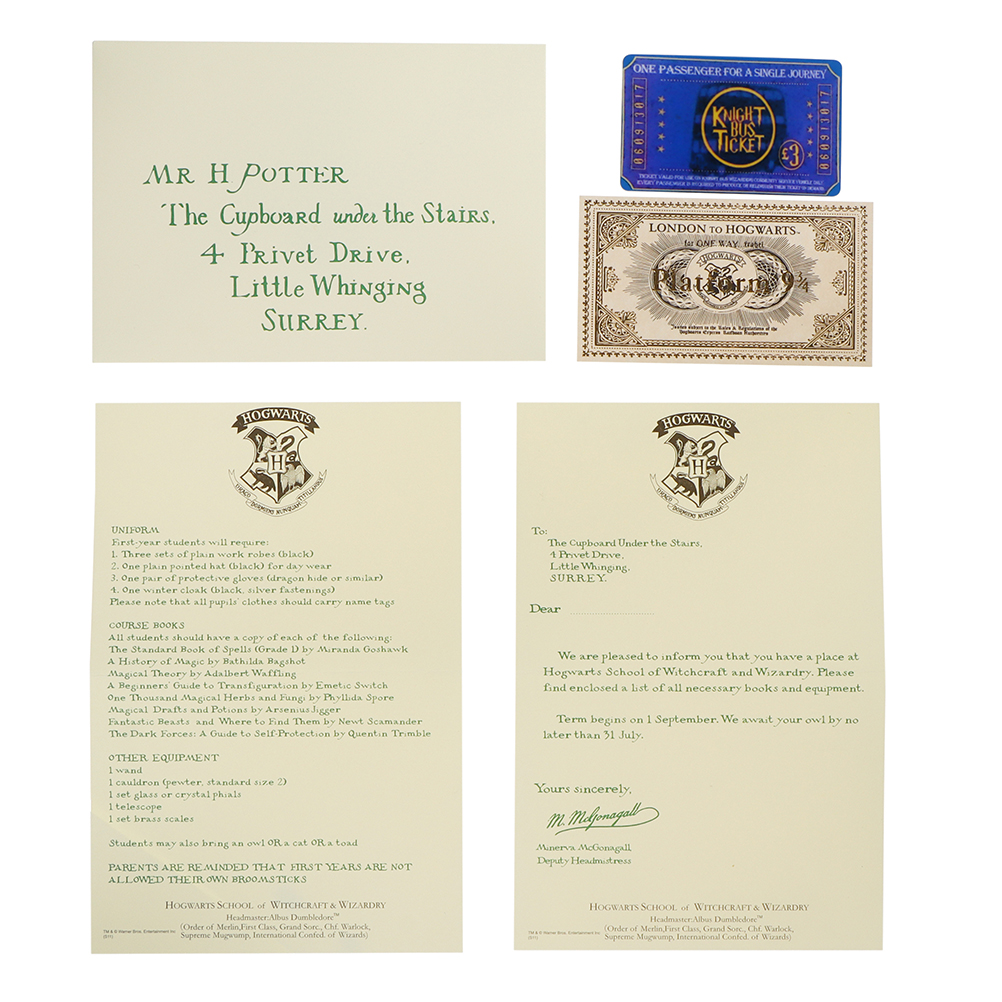 Mr H Potter
The Cupboard under the Stairs,
4 Privet Drive,
Little Whinging
SURREY.
ONE PASSENGER FOR A SINGLE JOURNEY
060913017
KNIGHT
BUS
TICKET
£3
060913017
LONDON TO HOGWARTS™
for ONE WAY travel
HOGWARTS
Platform 9¾
HOGWARTS
H
DRACO DORMIENS NUNQUAM TITILLANDUS
UNIFORM
First-year students will require:
1. Three sets of plain work robes (black)
2. One plain pointed hat (black) for day wear
3. One pair of protective gloves (dragon hide or similar)
4. One winter cloak (black, silver fastenings)
Please note that all pupils' clothes should carry name tags
COURSE BOOKS
All students should have a copy of each of the following:
The Standard Book of Spells (Grade I) by Miranda Goshawk
A History of Magic by Bathilda Bagshot
Magical Theory by Adalbert Waffling
A Beginners' Guide to Transfiguration by Emetic Switch
One Thousand Magical Herbs and Fungi by Phyllida Spore
Magical Drafts and Potions by Arsenius Jigger
Fantastic Beasts and Where to Find Them by Newt Scamander
The Dark Forces: A Guide to Self-Protection by Quentin Trimble
OTHER EQUIPMENT
1 wand
1 cauldron (pewter, standard size 2)
1 set glass or crystal phials
1 telescope
1 set brass scales
Students may also bring an owl OR a cat OR a toad
PARENTS ARE REMINDED THAT FIRST YEARS ARE NOT
ALLOWED THEIR OWN BROOMSTICKS
HOGWARTS SCHOOL OF WITCHCRAFT & WIZARDRY
Headmaster:Albus Dumbledore™
(Order of Merlin,First Class, Grand Sorc., Chf. Warlock,
Supreme Mugwump, International Confed. of Wizards)
TM & © Warner Bros. Entertainment Inc.
(S11)
HOGWARTS
H
DRACO DORMIENS NUNQUAM TITILLANDUS
To:
The Cupboard Under the Stairs,
4 Privet Drive,
Little Whinging,
SURREY.
Dear
We are pleased to inform you that you have a place at
Hogwarts School of Witchcraft and Wizardry. Please
find enclosed a list of all necessary books and equipment.
Term begins on 1 September. We await your owl by no
later than 31 July.
Yours sincerely,
M. McGonagall
Minerva McGonagall,
Deputy Headmistress
HOGWARTS SCHOOL OF WITCHCRAFT & WIZARDRY
Headmaster:Albus Dumbledore™
(Order of Merlin,First Class, Grand Sorc., Chf. Warlock,
Supreme Mugwump, International Confed. of Wizards)
TM & © Warner Bros. Entertainment Inc.
(S11)